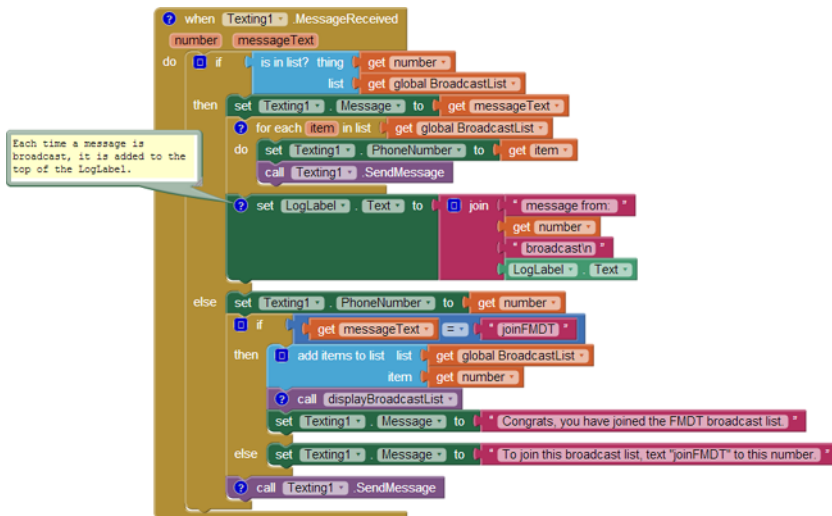 ? when Texting1 .MessageReceived
number messageText
do if is in list? thing get number
list get global BroadcastList
then set Texting1 . Message to get messageText
? for each item in list get global BroadcastList
do set Texting1 . PhoneNumber to get item
call Texting1 .SendMessage
Each time a message is
broadcast, it is added to the
top of the LogLabel.
? set LogLabel . Text to join " message from: "
get number
" broadcast\n "
LogLabel . Text
else set Texting1 . PhoneNumber to get number
if get messageText = " joinFMDT "
then add items to list list get global BroadcastList
item get number
? call displayBroadcastList
set Texting1 . Message to " Congrats, you have joined the FMDT broadcast list. "
else set Texting1 . Message to " To join this broadcast list, text "joinFMDT" to this number. "
? call Texting1 .SendMessage